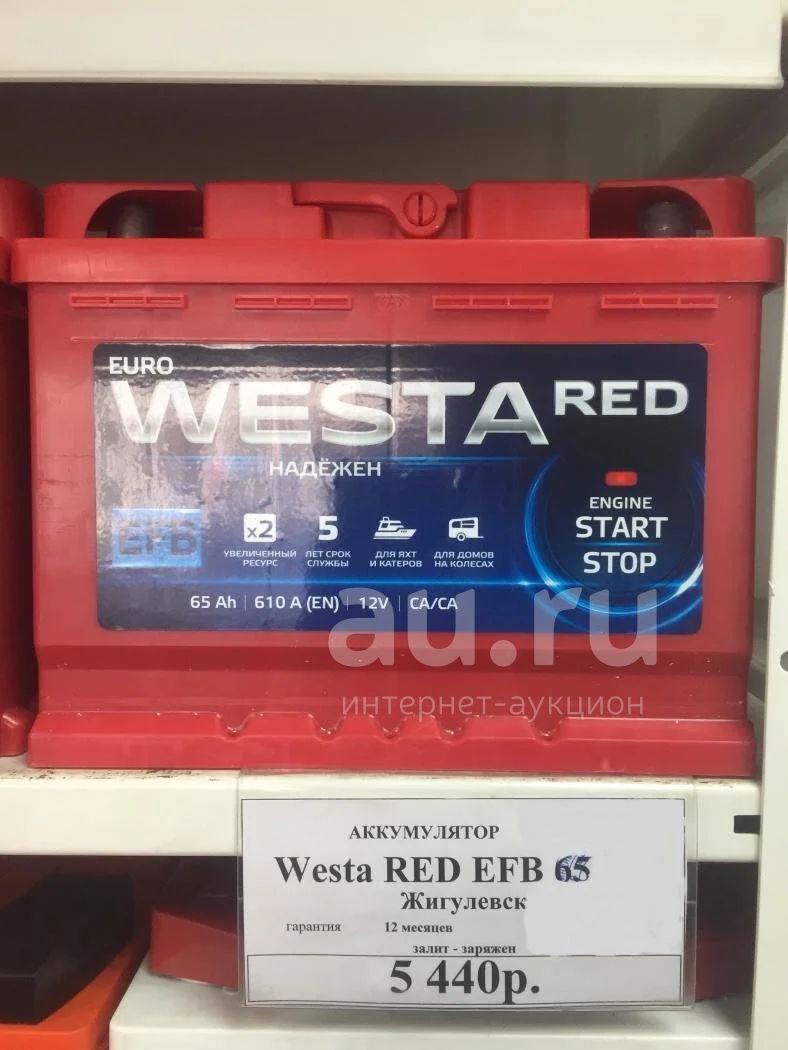 MAX
EURO
WESTA RED
НАДЁЖЕН
EFB
x2
УВЕЛИЧЕННЫЙ
РЕСУРС
5
ЛЕТ СРОК
СЛУЖБЫ
ДЛЯ ЯХТ
И КАТЕРОВ
ДЛЯ ДОМОВ
НА КОЛЕСАХ
ENGINE
START
STOP
65 Ah | 610 A (EN) | 12V | CA/CA
au.ru
интернет-аукцион
АККУМУЛЯТОР
Westa RED EFB 65
Жигулевск
гарантия 12 месяцев
залит - заряжен
5 440р.